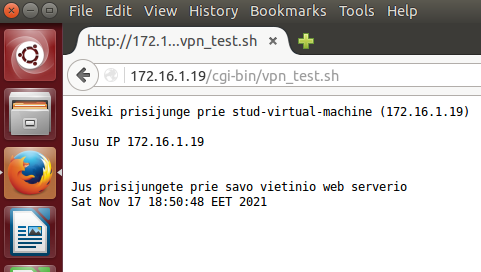 File Edit View History Bookmarks Tools Help
http://172.1...vpn_test.sh
172.16.1.19/cgi-bin/vpn_test.sh
Sveiki prisijunge prie stud-virtual-machine (172.16.1.19)
Jusu IP 172.16.1.19
Jus prisijungete prie savo vietinio web serverio
Sat Nov 17 18:50:48 EET 2021